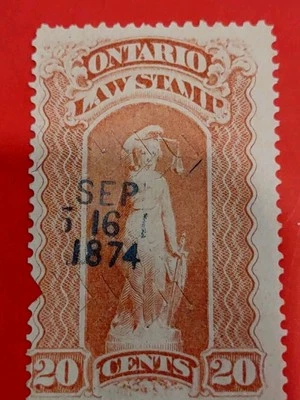 ONTARIO
LAW STAMP
SEP
16
1874
20 CENTS 20